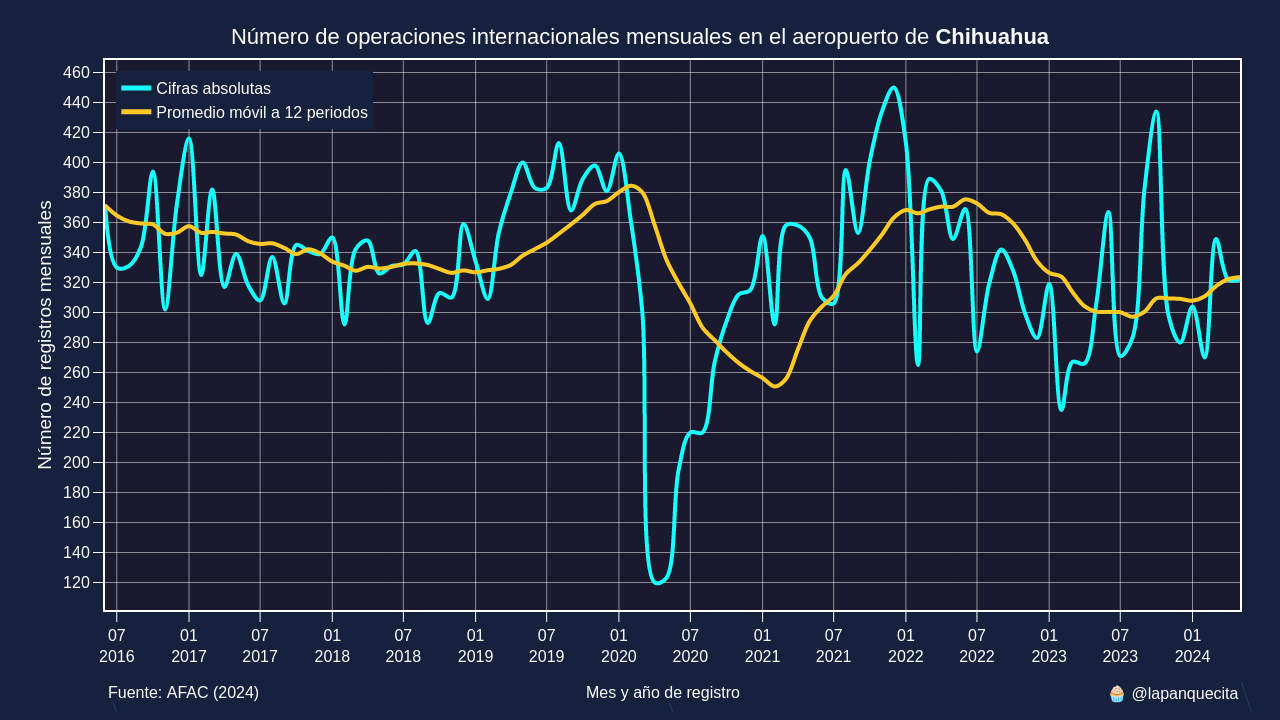 Número de operaciones internacionales mensuales en el aeropuerto de Chihuahua
Cifras absolutas
Promedio móvil a 12 periodos
Número de registros mensuales
460
440
420
400
380
360
340
320
300
280
260
240
220
200
180
160
140
120
07 01 07 01 07 01 07 01 07 01 07 01 07 01 07 01
2016 2017 2017 2018 2018 2019 2019 2020 2020 2021 2021 2022 2022 2023 2023 2024
Fuente: AFAC (2024)
Mes y año de registro
🧁 @lapanquecita